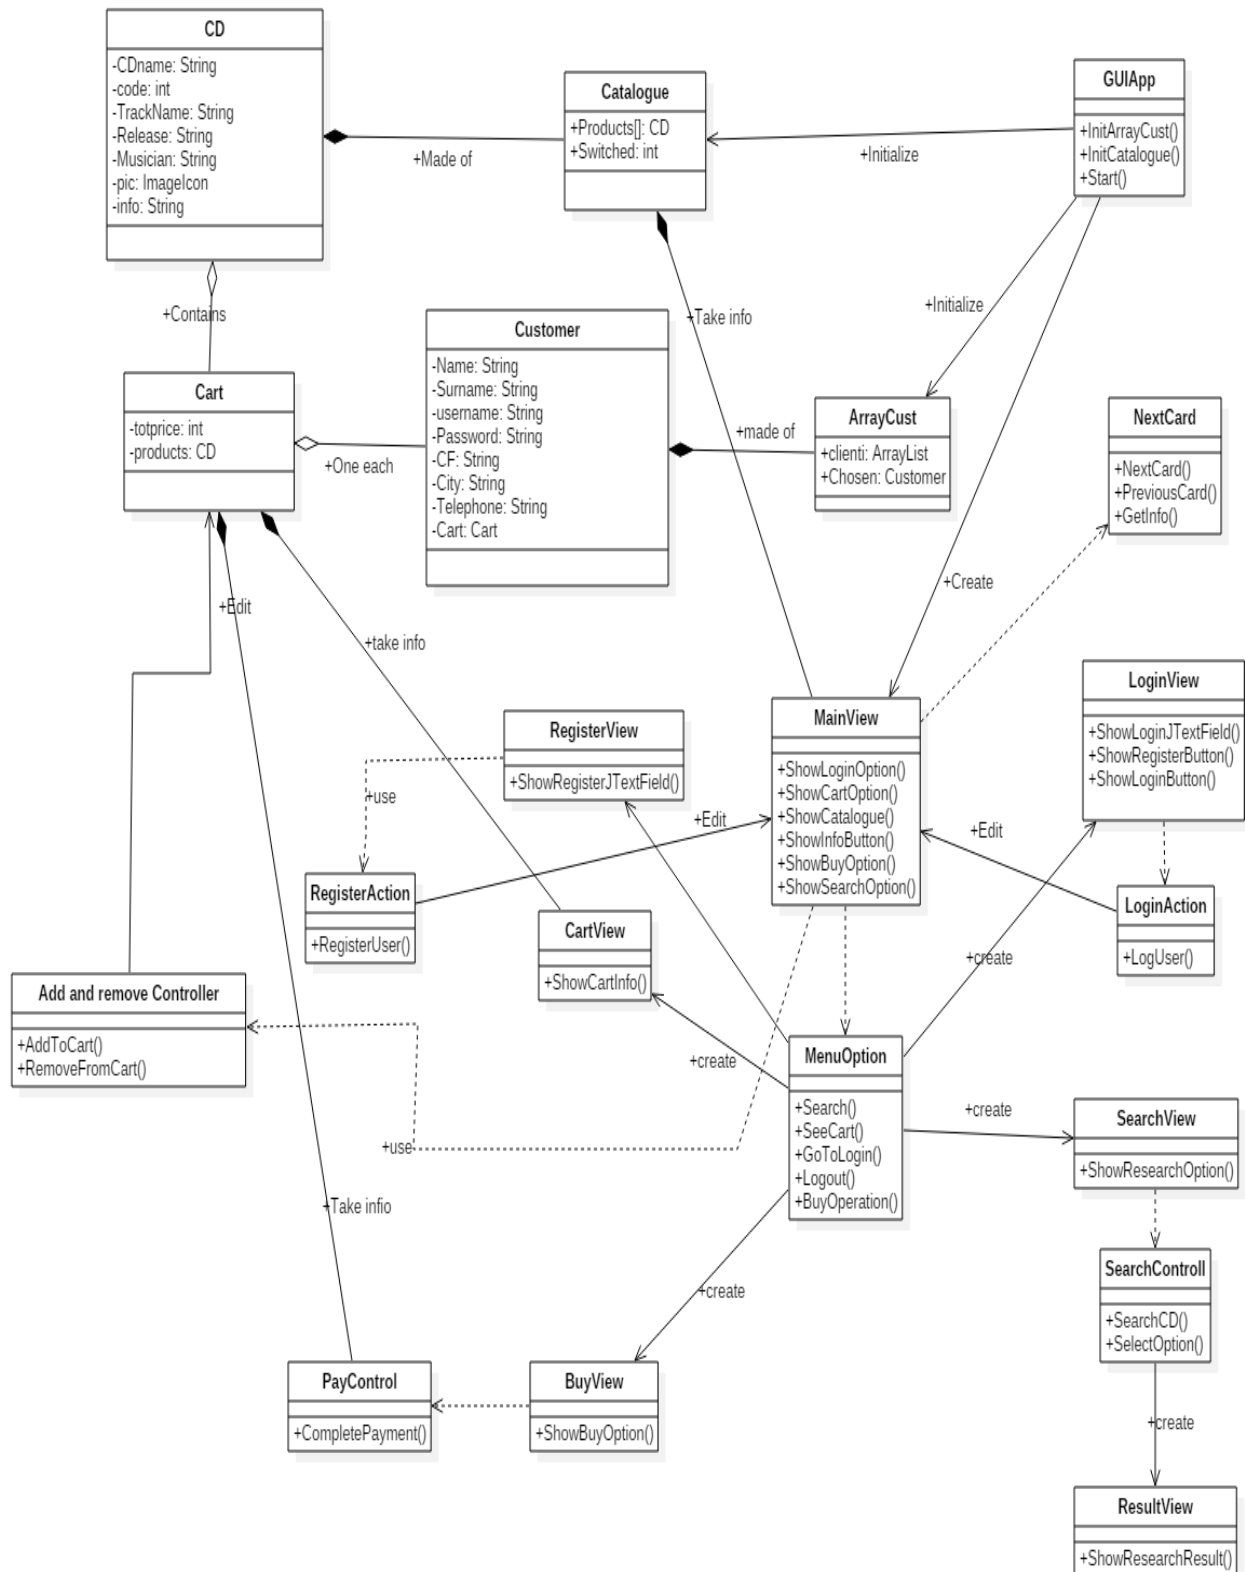 CD
-CDname: String
-code: int
-TrackName: String
-Release: String
-Musician: String
-pic: ImageIcon
-info: String
Catalogue
+Products[]: CD
+Switched: int
GUIApp
+InitArrayCust()
+InitCatalogue()
+Start()
+Made of
+Initialize
+Contains
+Take info
+Initialize
Customer
-Name: String
-Surname: String
-username: String
-Password: String
-CF: String
-City: String
-Telephone: String
-Cart: Cart
Cart
-totprice: int
-products: CD
+One each
+made of
ArrayCust
+clienti: ArrayList
+Chosen: Customer
NextCard
+NextCard()
+PreviousCard()
+GetInfo()
+Create
+Edit
+take info
RegisterView
+ShowRegisterJTextField()
MainView
+ShowLoginOption()
+ShowCartOption()
+ShowCatalogue()
+ShowInfoButton()
+ShowBuyOption()
+ShowSearchOption()
LoginView
+ShowLoginJTextField()
+ShowRegisterButton()
+ShowLoginButton()
+use
+Edit
+Edit
RegisterAction
+RegisterUser()
CartView
+ShowCartInfo()
LoginAction
+LogUser()
+create
Add and remove Controller
+AddToCart()
+RemoveFromCart()
+create
MenuOption
+Search()
+SeeCart()
+GoToLogin()
+Logout()
+BuyOperation()
+create
SearchView
+ShowResearchOption()
+use
+Take infio
+create
SearchControll
+SearchCD()
+SelectOption()
PayControl
+CompletePayment()
BuyView
+ShowBuyOption()
+create
ResultView
+ShowResearchResult()